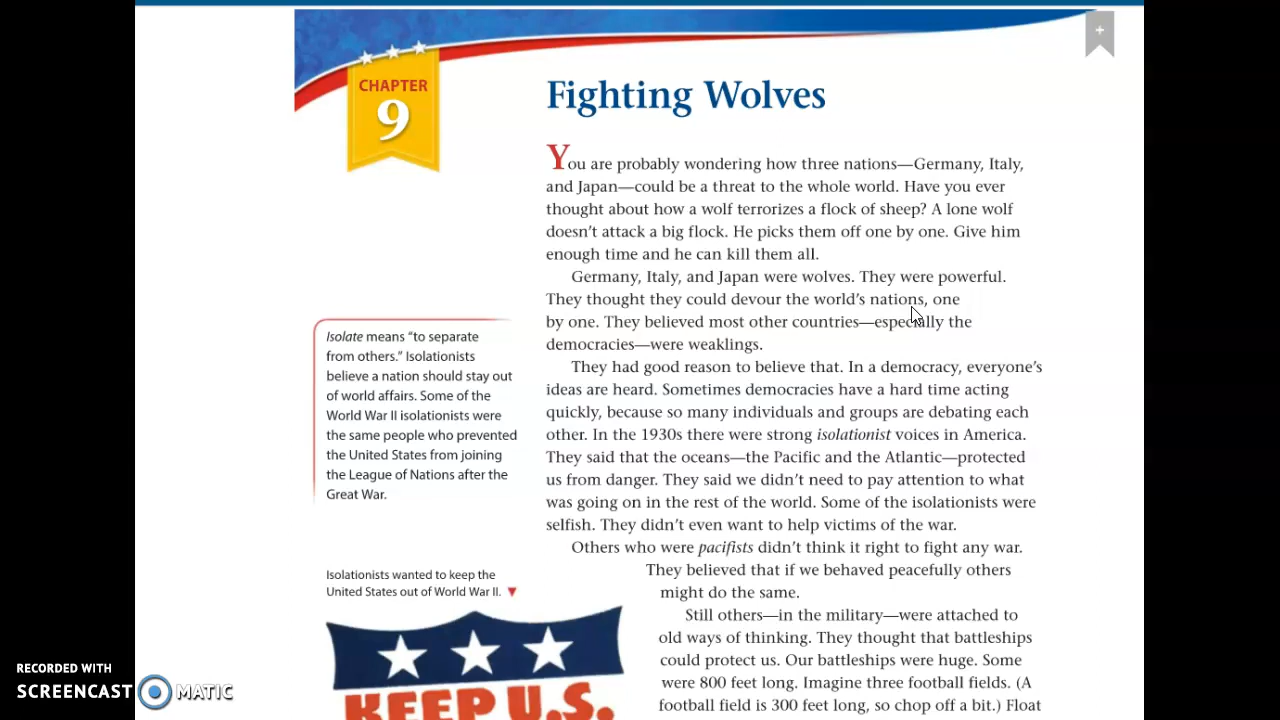 CHAPTER
9
Fighting Wolves
You are probably wondering how three nations—Germany, Italy,
and Japan—could be a threat to the whole world. Have you ever
thought about how a wolf terrorizes a flock of sheep? A lone wolf
doesn't attack a big flock. He picks them off one by one. Give him
enough time and he can kill them all.
Germany, Italy, and Japan were wolves. They were powerful.
They thought they could devour the world's nations, one
by one. They believed most other countries—especially the
democracies—were weaklings.
They had good reason to believe that. In a democracy, everyone's
ideas are heard. Sometimes democracies have a hard time acting
quickly, because so many individuals and groups are debating each
other. In the 1930s there were strong isolationist voices in America.
They said that the oceans—the Pacific and the Atlantic—protected
us from danger. They said we didn't need to pay attention to what
was going on in the rest of the world. Some of the isolationists were
selfish. They didn't even want to help victims of the war.
Others who were pacifists didn't think it right to fight any war.
They believed that if we behaved peacefully others
might do the same.
Still others—in the military—were attached to
old ways of thinking. They thought that battleships
could protect us. Our battleships were huge. Some
were 800 feet long. Imagine three football fields. (A
football field is 300 feet long, so chop off a bit.) Float
Isolate means "to separate
from others." Isolationists
believe a nation should stay out
of world affairs. Some of the
World War II isolationists were
the same people who prevented
the United States from joining
the League of Nations after the
Great War.
Isolationists wanted to keep the
United States out of World War II.
KEEP U.S.
RECORDED WITH
SCREENCAST MATIC